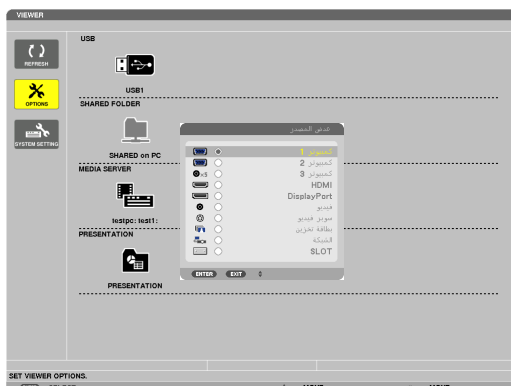 VIEWER
REFRESH
OPTIONS
SYSTEM SETTING
USB
USB1
SHARED FOLDER
SHARED on PC
MEDIA SERVER
testpc: test1:
PRESENTATION
PRESENTATION
عرض المصدر
كمبيوتر 1
كمبيوتر 2
×5 كمبيوتر 3
HDMI
DisplayPort
فيديو
سوبر فيديو
بطاقة تخزين
الشبكة
SLOT
ENTER EXIT
SET VIEWER OPTIONS.